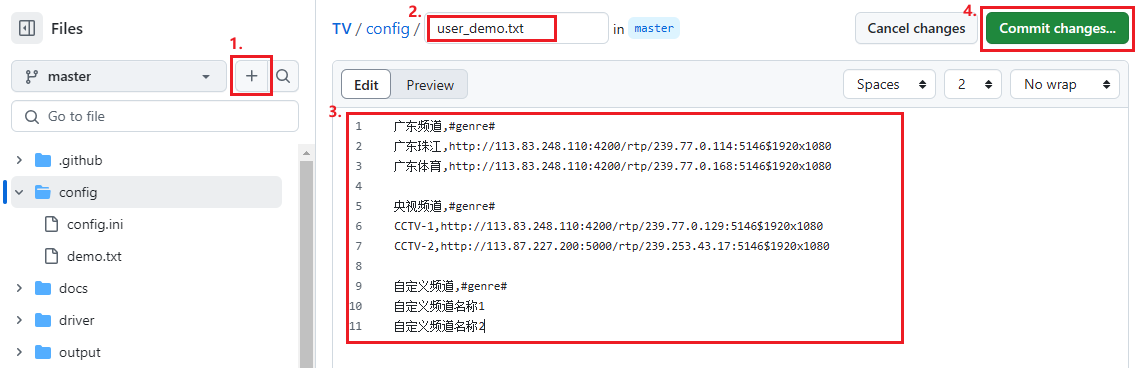 Files
1.
master
Go to file
.github
config
config.ini
demo.txt
docs
driver
output
2.
TV / config / user_demo.txt in master
4.
Cancel changes
Commit changes...
Edit
Preview
Spaces
2
No wrap
3.
1 广东频道,#genre#
2 广东珠江,http://113.83.248.110:4200/rtp/239.77.0.114:5146$1920x1080
3 广东体育,http://113.83.248.110:4200/rtp/239.77.0.168:5146$1920x1080
4
5 央视频道,#genre#
6 CCTV-1,http://113.83.248.110:4200/rtp/239.77.0.129:5146$1920x1080
7 CCTV-2,http://113.87.227.200:5000/rtp/239.253.43.17:5146$1920x1080
8
9 自定义频道,#genre#
10 自定义频道名称1
11 自定义频道名称2